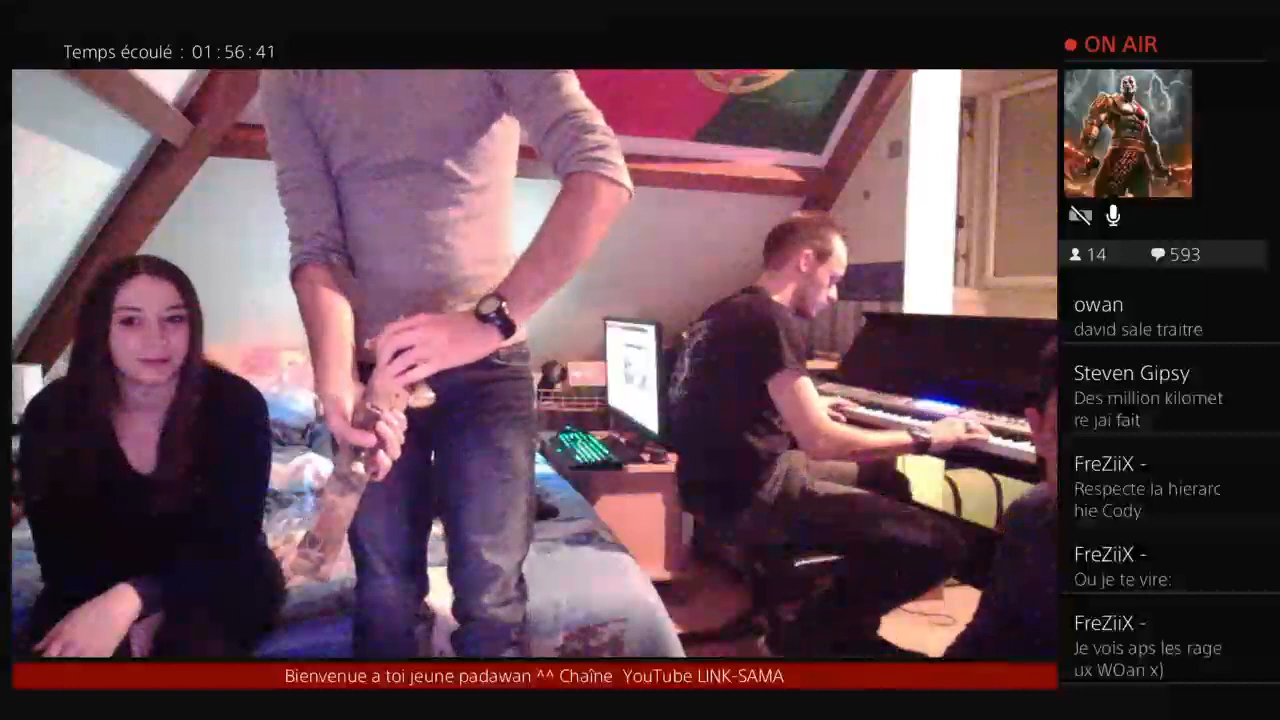 Temps écoulé : 01:56:41
ON AIR
14 593
owan
david sale traitre
Steven Gipsy
Des million kilomet
re jai fait
FreZiiX -
Respecte la hierarc
hie Cody
FreZiiX -
Ou je te vire:
FreZiiX -
Je vois aps les rage
ux WOan x)
Bienvenue a toi jeune padawan ^^ Chaîne YouTube LINK-SAMA